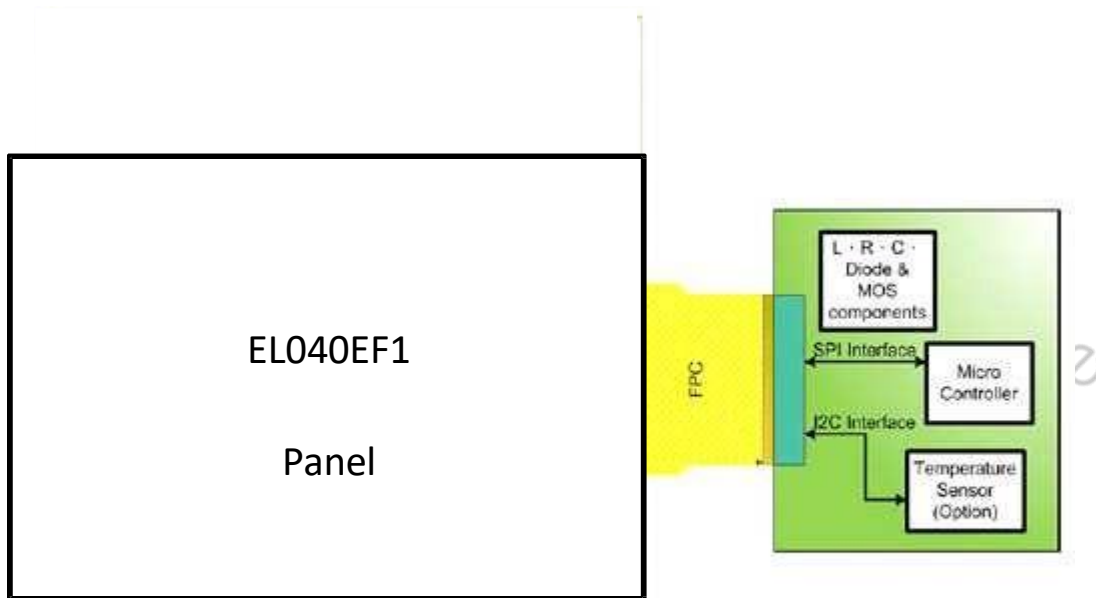 EL040EF1
Panel
FPC
L · R · C ·
Diode &
MOS
components
SPI Interface
Micro
Controller
I2C Interface
Temperature
Sensor
(Option)